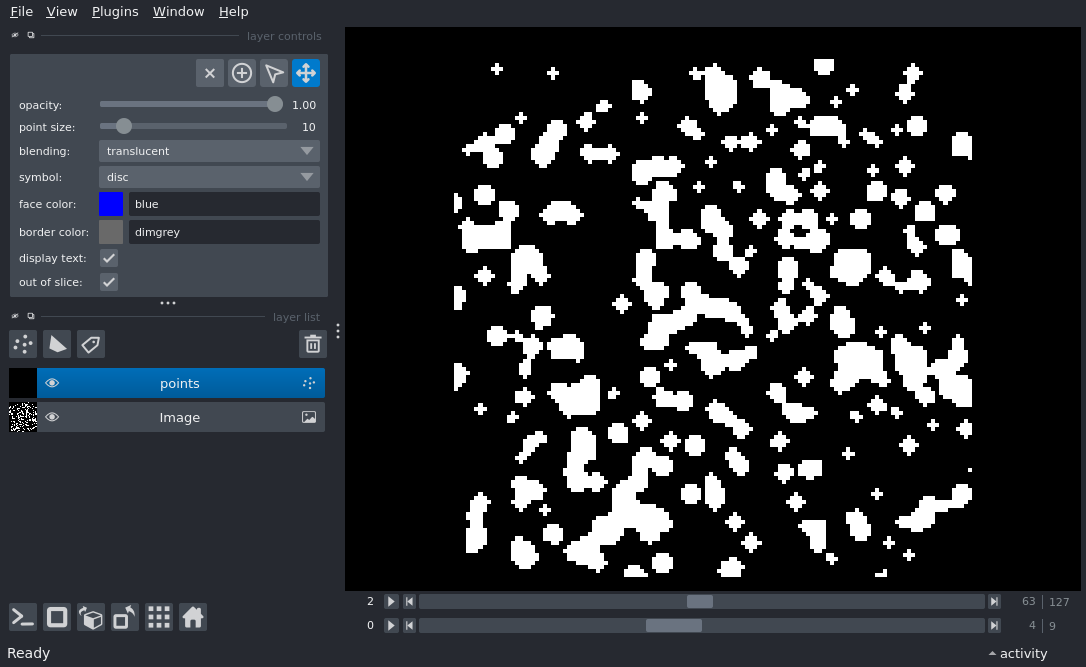 File View Plugins Window Help
layer controls
opacity: 1.00
point size: 10
blending: translucent
symbol: disc
face color: blue
border color: dimgrey
display text:
out of slice:
layer list
points
Image
2 63 127
0 4 9
Ready activity